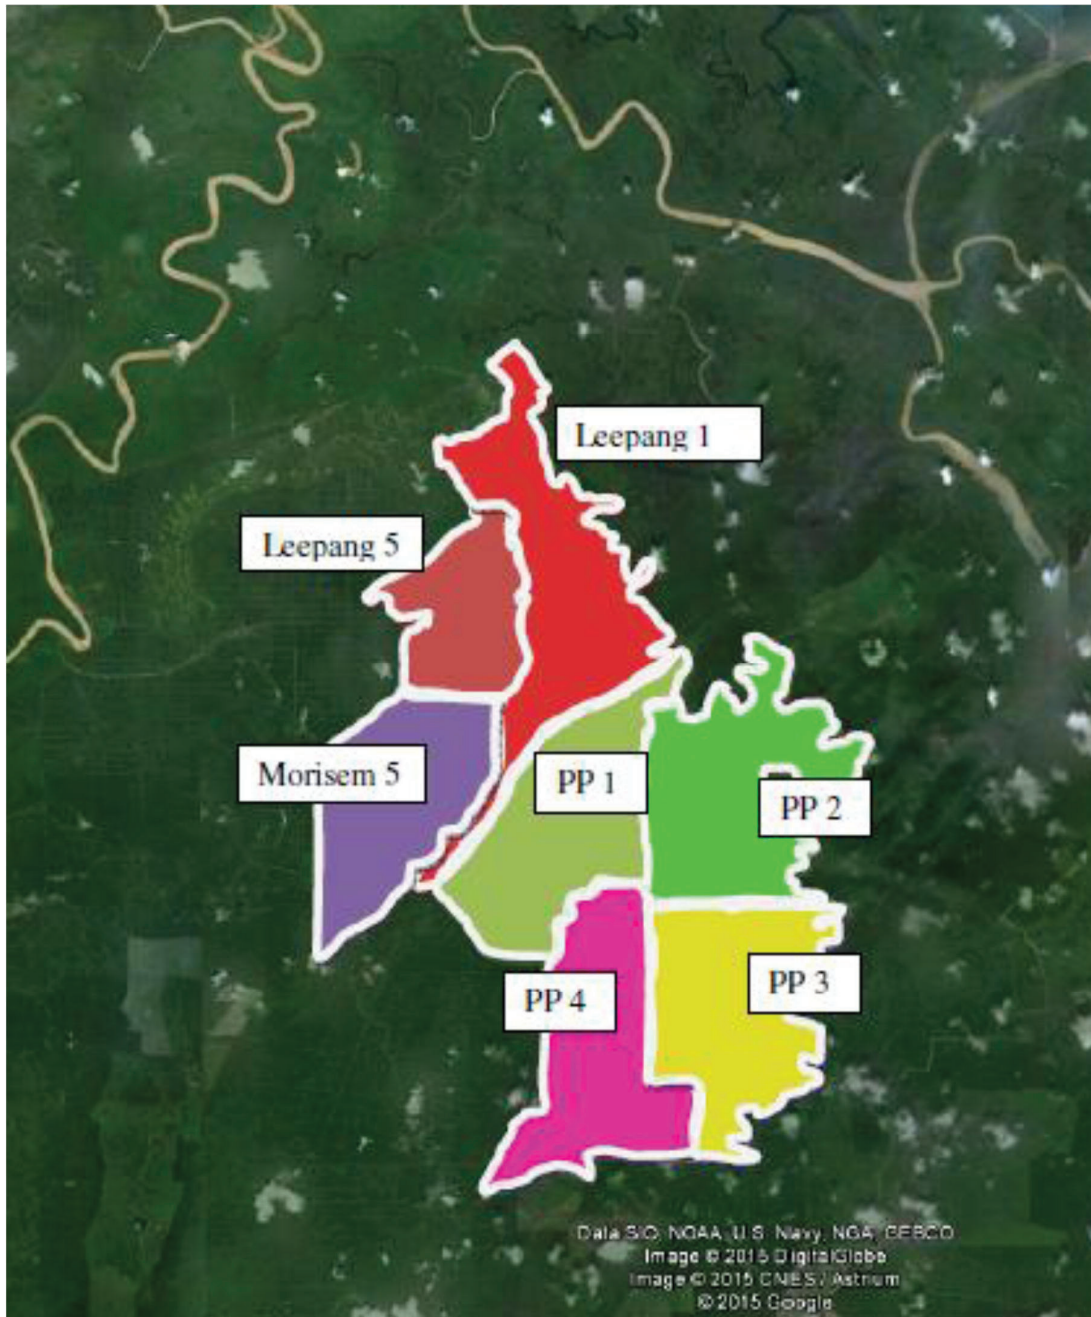 Leepang 1
Leepang 5
Morisem 5
PP 1
PP 2
PP 3
PP 4
Data SIO, NOAA, U.S. Navy, NGA, GEBCO
Image © 2015 DigitalGlobe
Image © 2015 CNES / Astrium
© 2015 Google